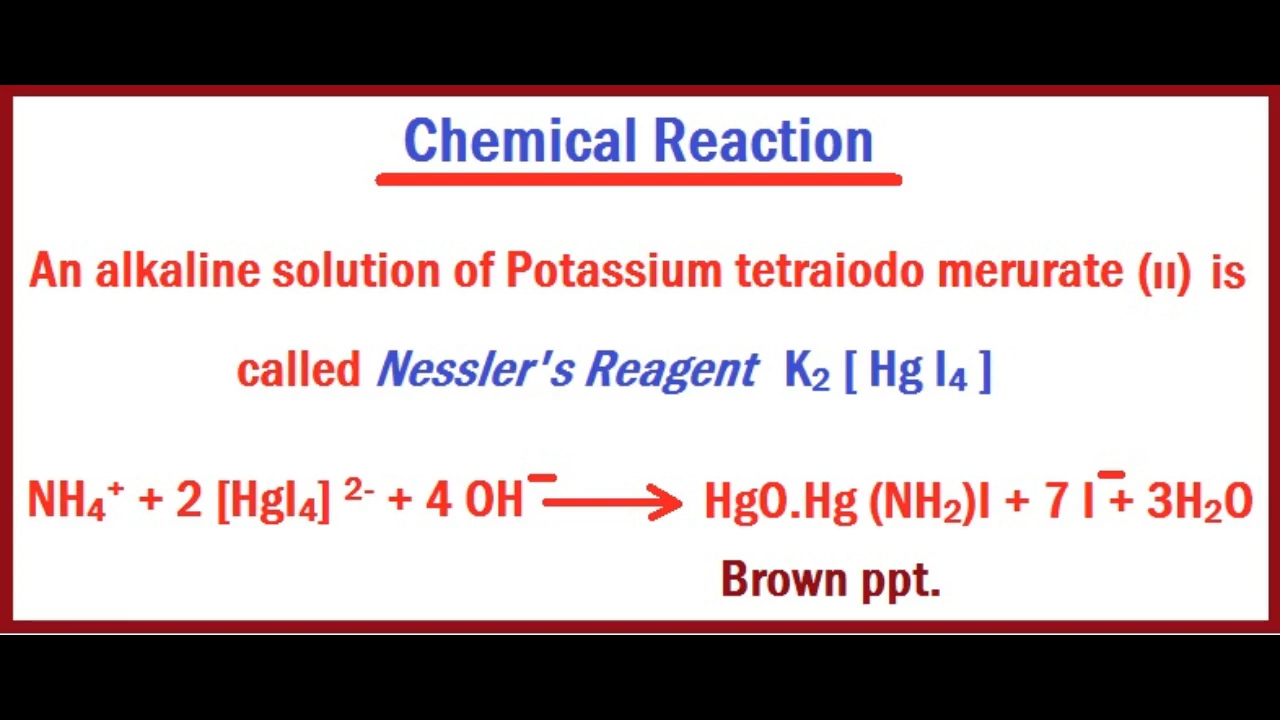 Chemical Reaction
An alkaline solution of Potassium tetraiodo merurate (II) is
called Nessler's Reagent K₂ [ Hg I₄ ]
NH₄⁺ + 2 [HgI₄] ²⁻ + 4 OH⁻ → HgO.Hg (NH₂)I + 7 I⁻ + 3H₂O
Brown ppt.